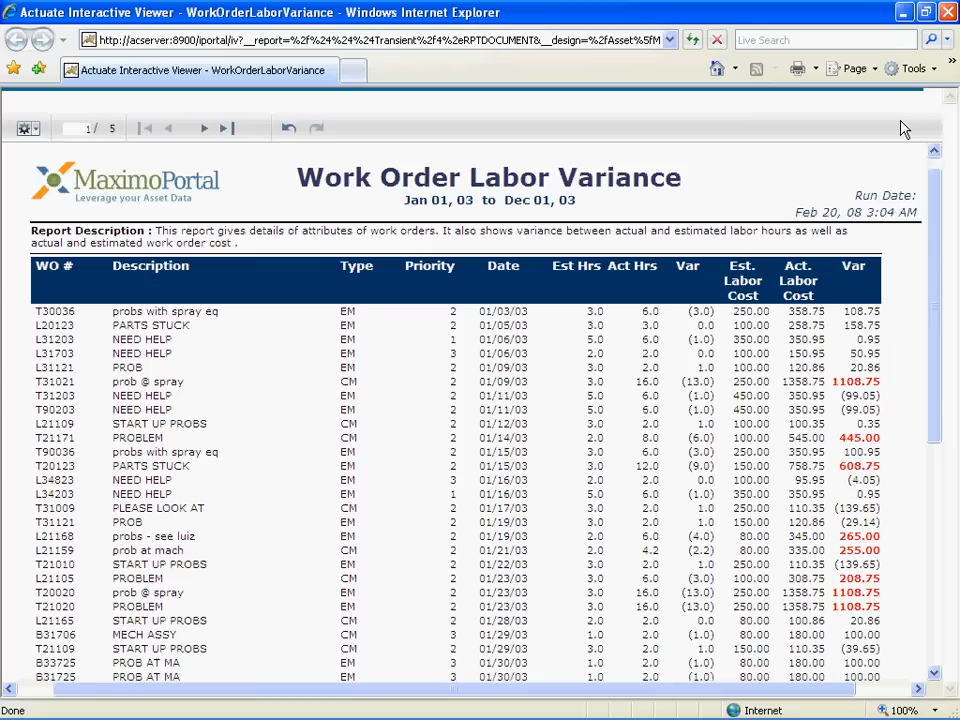 Actuate Interactive Viewer - WorkOrderLaborVariance - Windows Internet Explorer
http://acserver:8900/iportal/iv?__report=%2f%24%24%24Transient%2f4%2eRPTDOCUMENT&__design=%2fAsset%5fM
Live Search
Actuate Interactive Viewer - WorkOrderLaborVariance
Page
Tools
1/ 5
MaximoPortal
Leverage your Asset Data
Work Order Labor Variance
Jan 01, 03 to Dec 01, 03
Run Date:
Feb 20, 08 3:04 AM
Report Description : This report gives details of attributes of work orders. It also shows variance between actual and estimated labor hours as well as
actual and estimated work order cost .
WO # Description Type Priority Date Est Hrs Act Hrs Var Est. Labor Cost Act. Labor Cost Var
T30036 probs with spray eq EM 2 01/03/03 3.0 6.0 (3.0) 250.00 358.75 108.75
L20123 PARTS STUCK EM 2 01/05/03 3.0 3.0 0.0 100.00 258.75 158.75
L31203 NEED HELP EM 1 01/06/03 5.0 6.0 (1.0) 350.00 350.95 0.95
L31703 NEED HELP EM 3 01/06/03 2.0 2.0 0.0 100.00 150.95 50.95
L31121 PROB EM 2 01/09/03 3.0 2.0 1.0 100.00 120.86 20.86
T31021 prob @ spray CM 2 01/09/03 3.0 16.0 (13.0) 250.00 1358.75 1108.75
T31203 NEED HELP EM 2 01/11/03 5.0 6.0 (1.0) 450.00 350.95 (99.05)
T90203 NEED HELP EM 2 01/11/03 5.0 6.0 (1.0) 450.00 350.95 (99.05)
L21109 START UP PROBS CM 2 01/12/03 3.0 2.0 1.0 100.00 100.35 0.35
T21171 PROBLEM CM 2 01/14/03 2.0 8.0 (6.0) 100.00 545.00 445.00
T90036 probs with spray eq EM 2 01/15/03 3.0 6.0 (3.0) 250.00 350.95 100.95
T20123 PARTS STUCK EM 2 01/15/03 3.0 12.0 (9.0) 150.00 758.75 608.75
L34823 NEED HELP EM 3 01/16/03 2.0 2.0 0.0 100.00 95.95 (4.05)
L34203 NEED HELP EM 1 01/16/03 5.0 6.0 (1.0) 350.00 350.95 0.95
T31009 PLEASE LOOK AT CM 2 01/17/03 3.0 2.0 1.0 250.00 110.35 (139.65)
T31121 PROB EM 2 01/19/03 3.0 2.0 1.0 150.00 120.86 (29.14)
L21168 probs - see luiz EM 2 01/19/03 2.0 6.0 (4.0) 80.00 345.00 265.00
L21159 prob at mach CM 2 01/21/03 2.0 4.2 (2.2) 80.00 335.00 255.00
T21010 START UP PROBS EM 2 01/22/03 3.0 2.0 1.0 250.00 110.35 (139.65)
L21105 PROBLEM CM 2 01/23/03 3.0 6.0 (3.0) 100.00 308.75 208.75
T20020 prob @ spray EM 2 01/23/03 3.0 16.0 (13.0) 250.00 1358.75 1108.75
T21020 PROBLEM EM 2 01/23/03 3.0 16.0 (13.0) 250.00 1358.75 1108.75
L21165 START UP PROBS CM 2 01/28/03 2.0 2.0 0.0 80.00 100.86 20.86
B31706 MECH ASSY CM 3 01/29/03 1.0 2.0 (1.0) 80.00 180.00 100.00
T21109 START UP PROBS CM 2 01/29/03 3.0 2.0 1.0 150.00 110.35 (39.65)
B33725 PROB AT MA EM 3 01/30/03 1.0 2.0 (1.0) 80.00 180.00 100.00
B31725 PROB AT MA EM 3 01/30/03 1.0 2.0 (1.0) 80.00 180.00 100.00
Done
Internet
100%